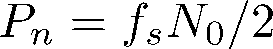 $P_n = f_s N_0 / 2$